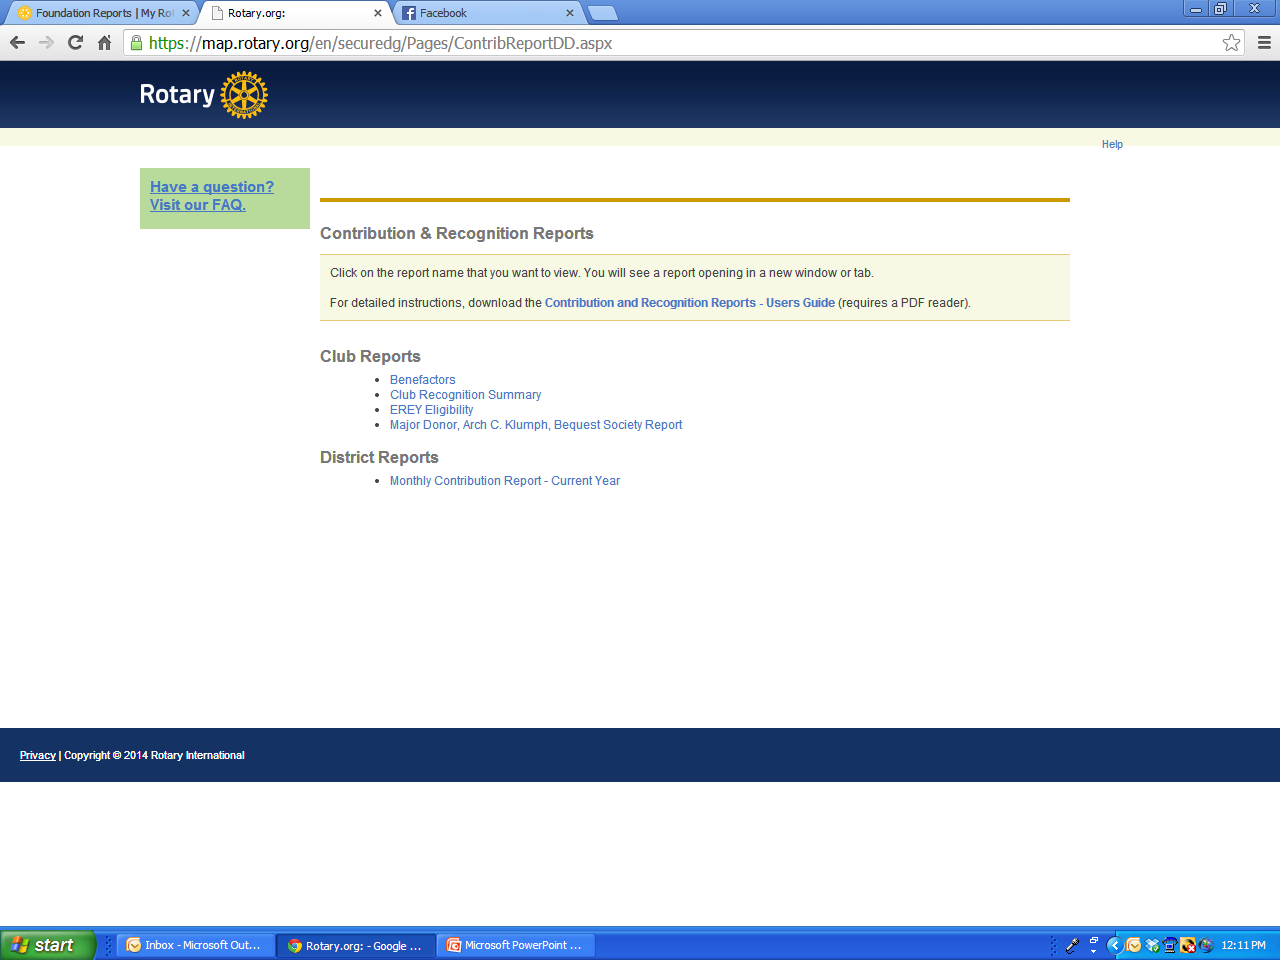 Foundation Reports | My Rot
Rotary.org:
Facebook
https://map.rotary.org/en/securedg/Pages/ContribReportDD.aspx
Rotary
Help
Have a question?
Visit our FAQ.
Contribution & Recognition Reports
Click on the report name that you want to view. You will see a report opening in a new window or tab.
For detailed instructions, download the Contribution and Recognition Reports - Users Guide (requires a PDF reader).
Club Reports
Benefactors
Club Recognition Summary
EREY Eligibility
Major Donor, Arch C. Klumph, Bequest Society Report
District Reports
Monthly Contribution Report - Current Year
Privacy | Copyright © 2014 Rotary International
start
Inbox - Microsoft Out...
Rotary.org: - Google ...
Microsoft PowerPoint ...
12:11 PM